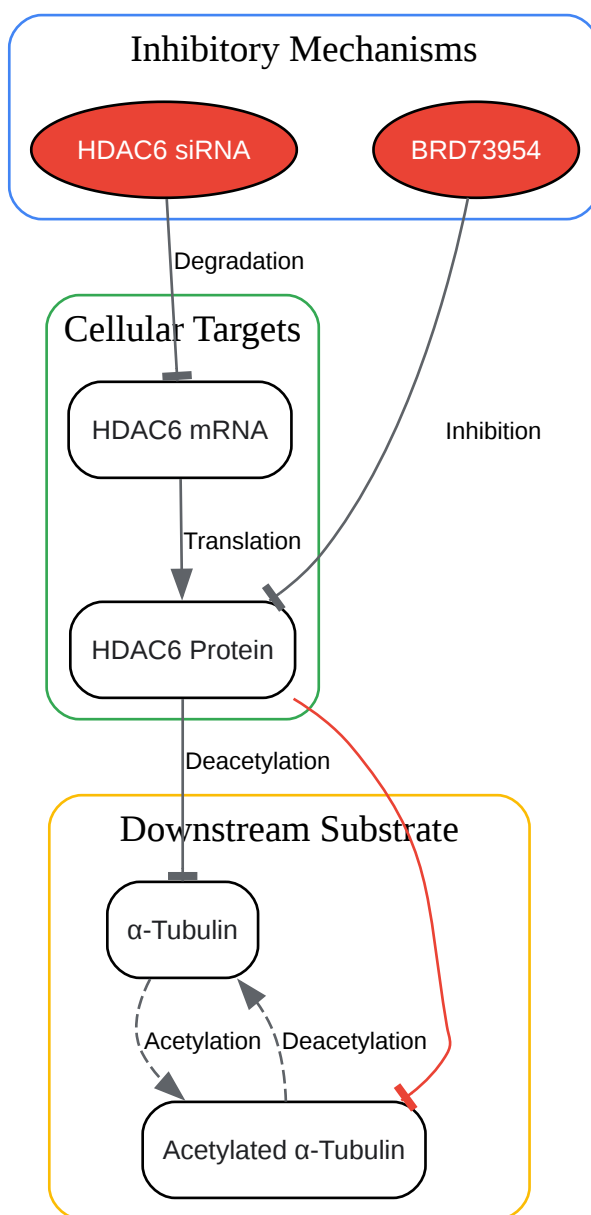 Inhibitory Mechanisms
HDAC6 siRNA
BRD73954
Degradation
Cellular Targets
HDAC6 mRNA
Inhibition
Translation
HDAC6 Protein
Deacetylation
Downstream Substrate
α-Tubulin
Acetylation
Deacetylation
Acetylated α-Tubulin